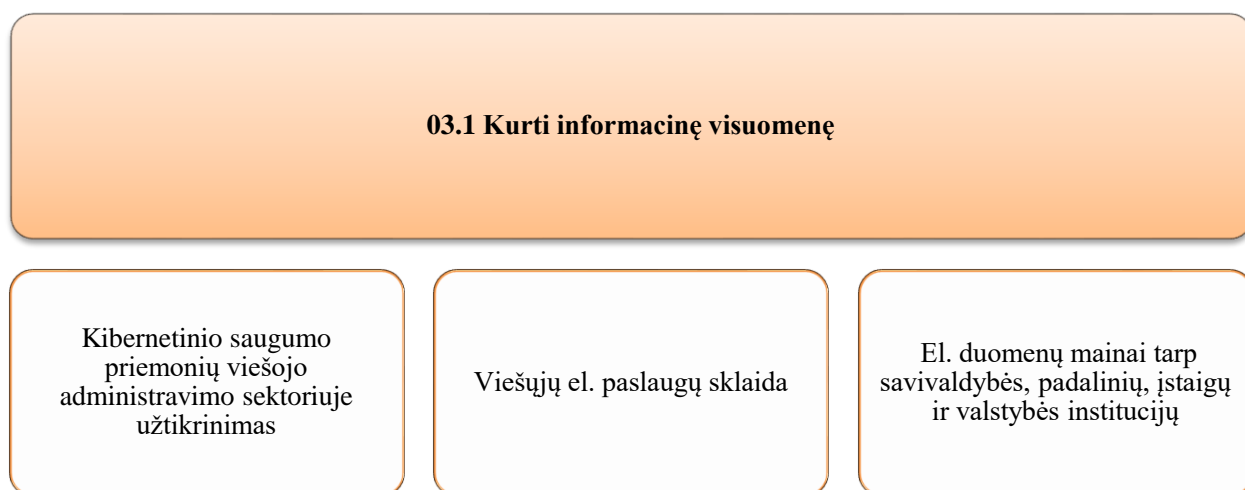 03.1 Kurti informacinę visuomenę
Kibernetinio saugumo
priemonių viešojo
administravimo sektoriuje
užtikrinimas
Viešųjų el. paslaugų sklaida
El. duomenų mainai tarp
savivaldybės, padalinių, įstaigų
ir valstybės institucijų